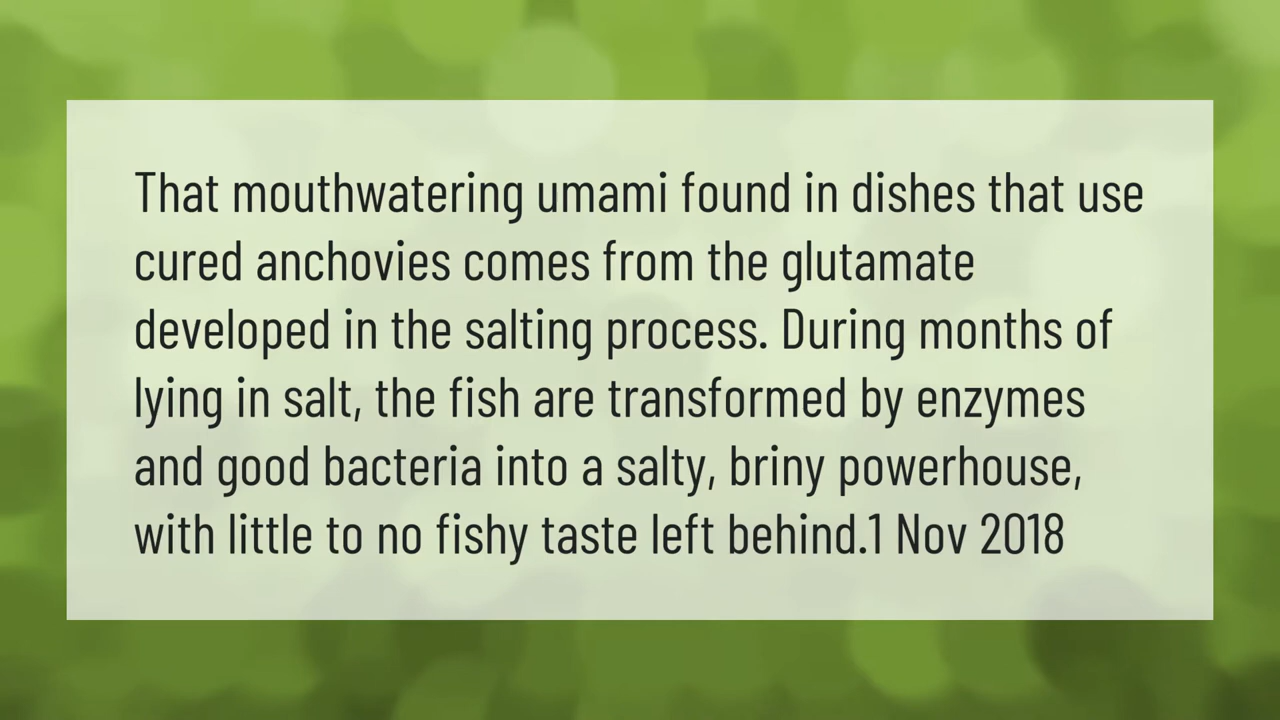 That mouthwatering umami found in dishes that use
cured anchovies comes from the glutamate
developed in the salting process. During months of
lying in salt, the fish are transformed by enzymes
and good bacteria into a salty, briny powerhouse,
with little to no fishy taste left behind.1 Nov 2018